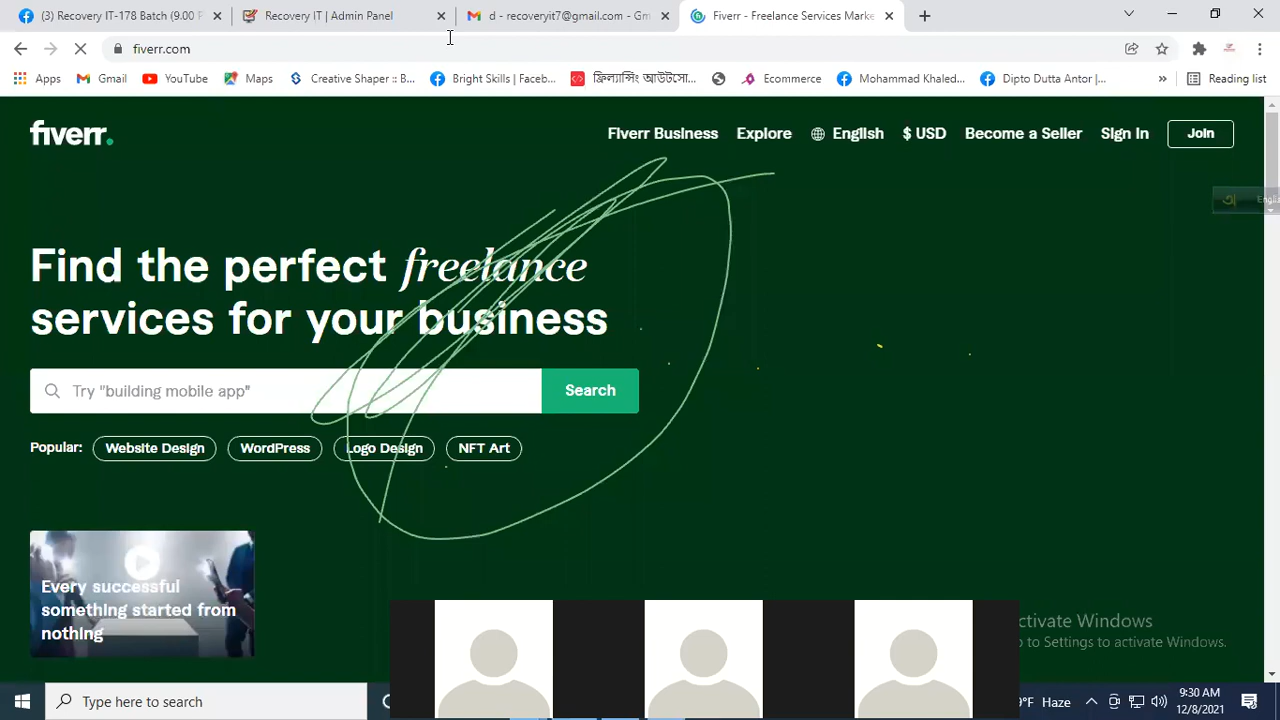 (3) Recovery IT-178 Batch (9.00 P
Recovery IT | Admin Panel
d - recoveryit7@gmail.com - Gm
Fiverr - Freelance Services Marke
fiverr.com
Apps
Gmail
YouTube
Maps
Creative Shaper :: B...
Bright Skills | Faceb...
ফ্রিল্যান্সিং আউটসো...
Ecommerce
Mohammad Khaled...
Dipto Dutta Antor |...
Reading list
fiverr.
Fiverr Business
Explore
English
$ USD
Become a Seller
Sign In
Join
অ
Engli
Find the perfect freelance
services for your business
Try "building mobile app"
Search
Popular:
Website Design
WordPress
Logo Design
NFT Art
Every successful
something started from
nothing
ctivate Windows
o to Settings to activate Windows.
Type here to search
°F Haze
9:30 AM
12/8/2021